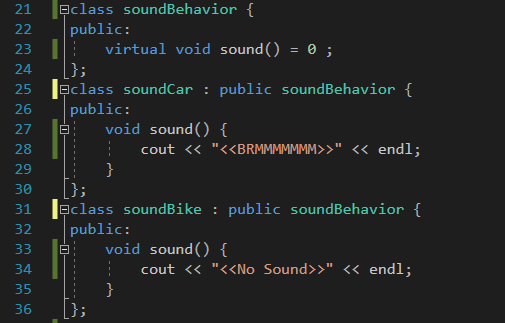 21 class soundBehavior {
22 public:
23     virtual void sound() = 0 ;
24 };
25 class soundCar : public soundBehavior {
26 public:
27     void sound() {
28         cout << "<<BRMMMMMMM>>" << endl;
29     }
30 };
31 class soundBike : public soundBehavior {
32 public:
33     void sound() {
34         cout << "<<No Sound>>" << endl;
35     }
36 };